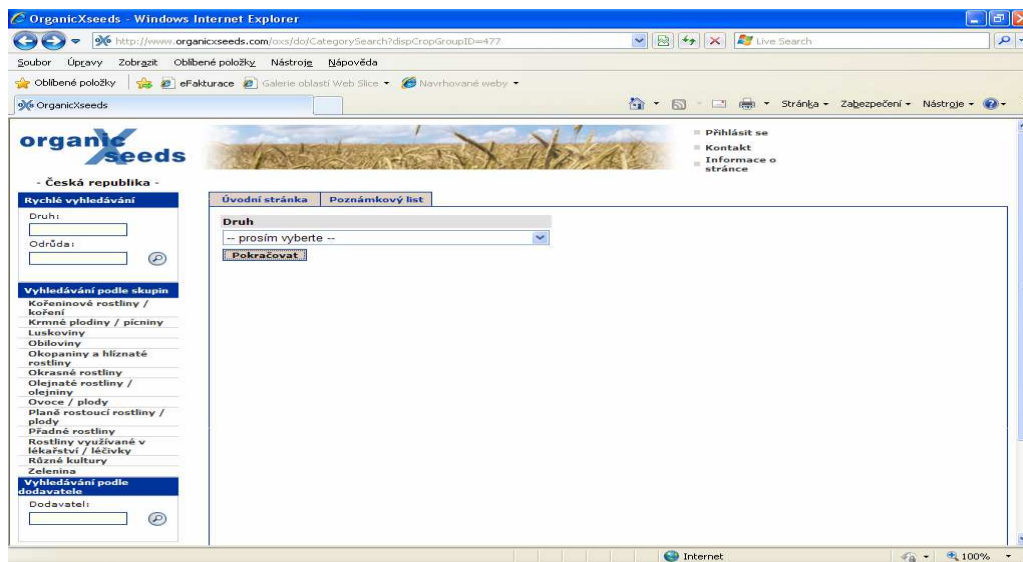 OrganicXseeds - Windows Internet Explorer
http://www.organicxseeds.com/oxs/do/CategorySearch?dispCropGroupID=477
Live Search
Soubor Úpravy Zobrazit Oblíbené položky Nástroje Nápověda
Oblíbené položky eFakturace Galerie oblastí Web Slice Navrhované weby
OrganicXseeds
Stránka Zabezpečení Nástroje
organic
seeds
Přihlásit se
Kontakt
Informace o
stránce
- Česká republika -
Rychlé vyhledávání
Druh:
Odrůda:
Úvodní stránka Poznámkový list
Druh
-- prosím vyberte --
Pokračovat
Vyhledávání podle skupin
Kořeninové rostliny /
koření
Krmné plodiny / pícniny
Luskoviny
Obiloviny
Okopaniny a hlíznaté
rostliny
Okrasné rostliny
Olejnaté rostliny /
olejniny
Ovoce / plody
Planě rostoucí rostliny /
plody
Přadné rostliny
Rostliny využívané v
lékařství / léčivky
Různé kultury
Zelenina
Vyhledávání podle
dodavatele
Dodavatel:
Internet
100%